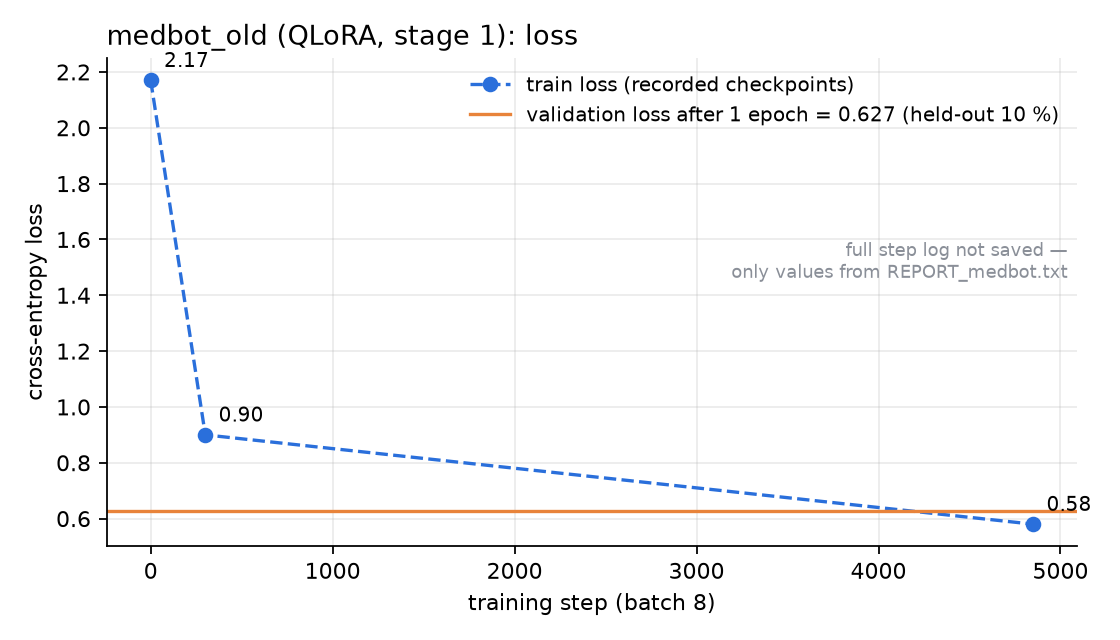 medbot_old (QLoRA, stage 1): loss
2.17
train loss (recorded checkpoints)
validation loss after 1 epoch = 0.627 (held-out 10 %)
full step log not saved —
only values from REPORT_medbot.txt
0.90
0.58
cross-entropy loss
2.2
2.0
1.8
1.6
1.4
1.2
1.0
0.8
0.6
0
1000
2000
3000
4000
5000
training step (batch 8)